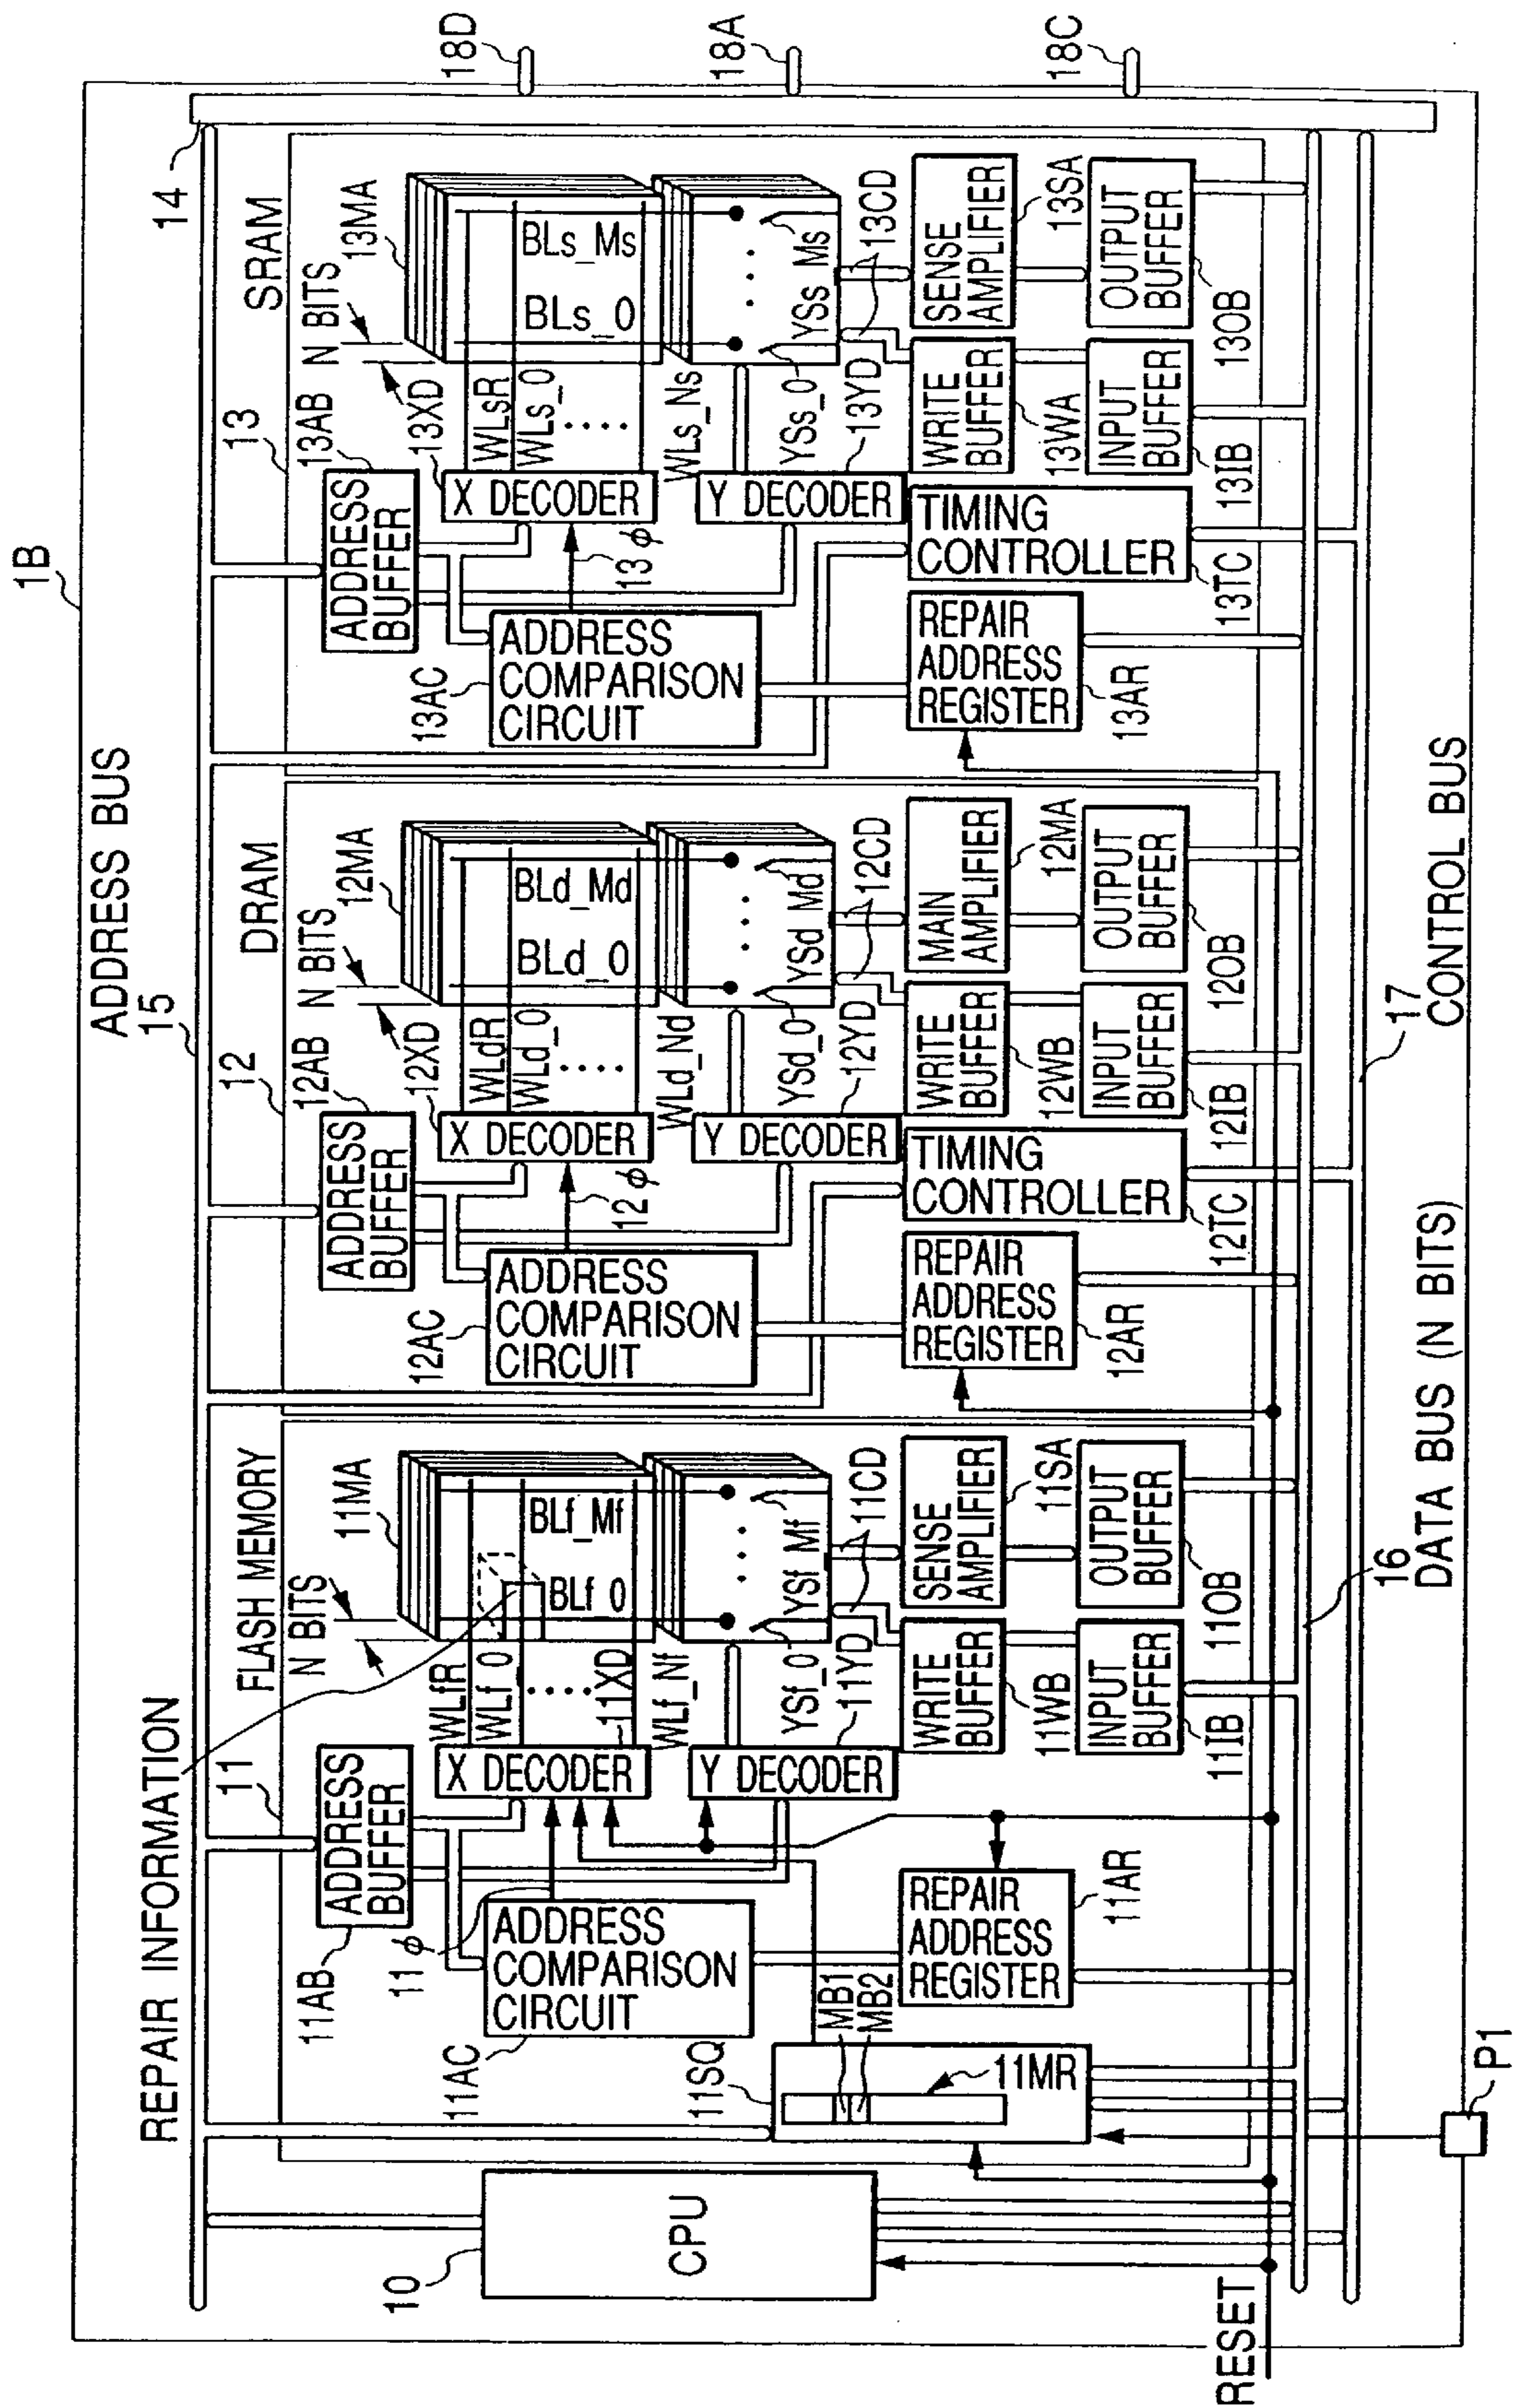 1B
ADDRESS BUS
15
14
REPAIR INFORMATION
FLASH MEMORY
11
N BITS
11MA
11AB
ADDRESS
BUFFER
WLfR
WLf_0
.....
11XD
WLf_Nf
BLf_0
BLf_Mf
X DECODER
11φ
11AC
ADDRESS
COMPARISON
CIRCUIT
Y DECODER
11YD
YSf_0
YSf_Mf
...
11CD
11SQ
MB1
MB2
11MR
REPAIR
ADDRESS
REGISTER
11AR
WRITE
BUFFER
11WB
SENSE
AMPLIFIER
11SA
INPUT
BUFFER
11IB
OUTPUT
BUFFER
11OB
10
CPU
RESET
P1
DRAM
12
N BITS
12MA
12AB
ADDRESS
BUFFER
12XD
WLdR
WLd_0
....
WLd_Nd
BLd_0
BLd_Md
X DECODER
12φ
12AC
ADDRESS
COMPARISON
CIRCUIT
Y DECODER
12YD
YSd_0
YSd_Md
...
12CD
REPAIR
ADDRESS
REGISTER
12AR
TIMING
CONTROLLER
12TC
WRITE
BUFFER
12WB
MAIN
AMPLIFIER
12MA
INPUT
BUFFER
12IB
OUTPUT
BUFFER
12OB
SRAM
13
N BITS
13MA
13AB
ADDRESS
BUFFER
13XD
WLsR
WLs_0
....
WLs_Ns
BLs_0
BLs_Ms
X DECODER
13φ
13AC
ADDRESS
COMPARISON
CIRCUIT
Y DECODER
13YD
YSs_0
YSs_Ms
...
13CD
REPAIR
ADDRESS
REGISTER
13AR
TIMING
CONTROLLER
13TC
WRITE
BUFFER
13WA
SENSE
AMPLIFIER
13SA
INPUT
BUFFER
13IB
OUTPUT
BUFFER
13OB
18D
18A
18C
16
DATA BUS (N BITS)
17
CONTROL BUS